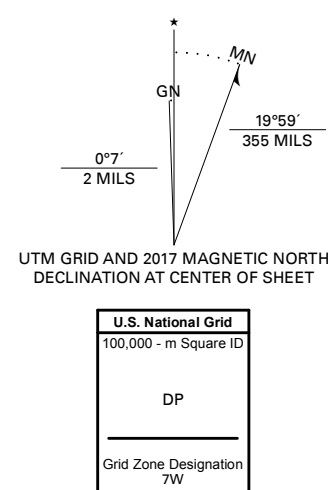 ★
MN
GN
19°59´
355 MILS
0°7´
2 MILS
UTM GRID AND 2017 MAGNETIC NORTH
DECLINATION AT CENTER OF SHEET
U.S. National Grid
100,000 - m Square ID
DP
Grid Zone Designation
7W